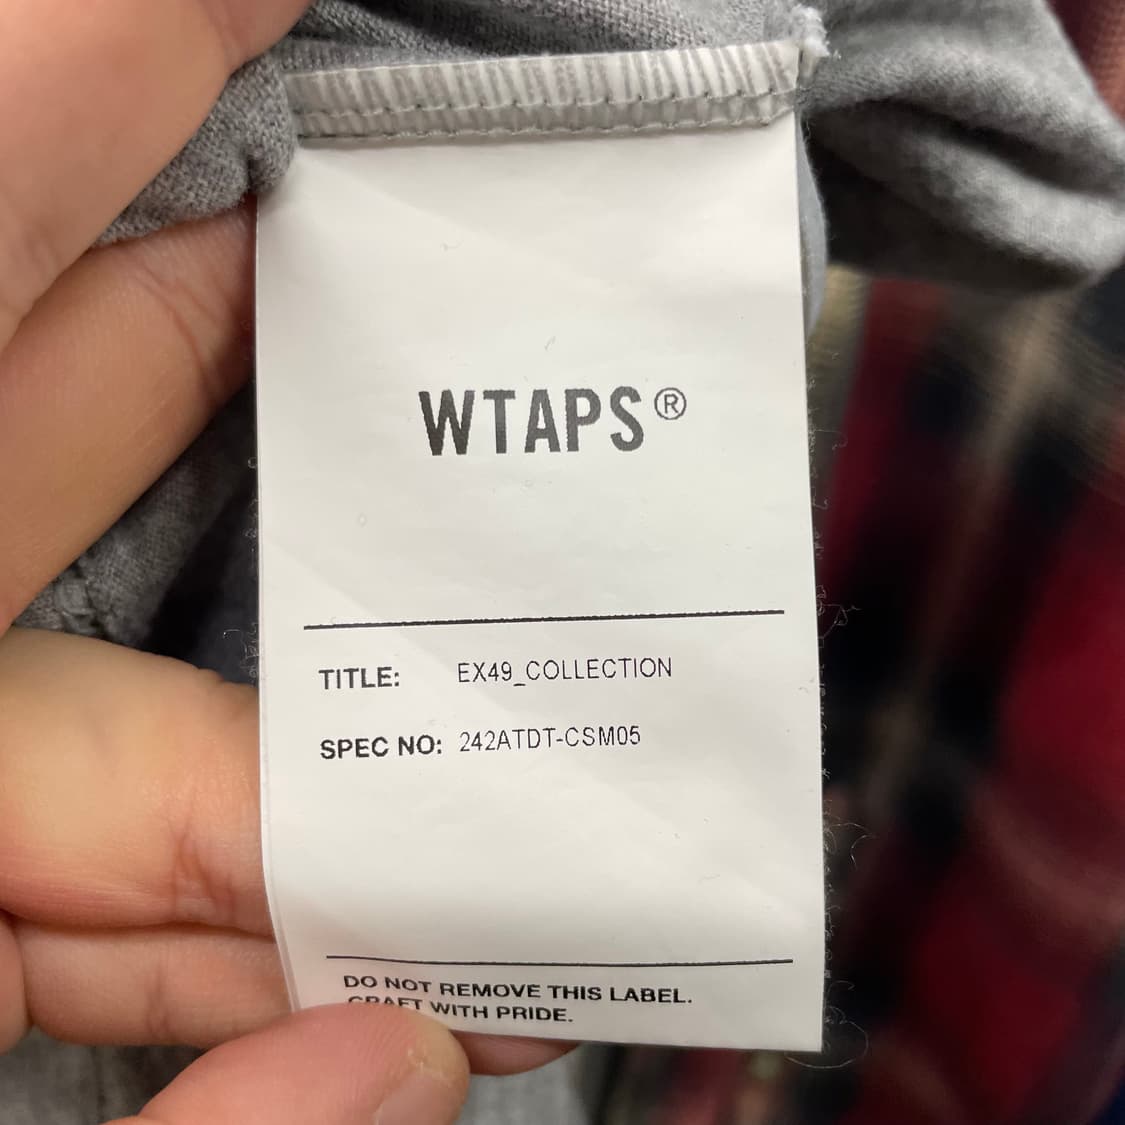 WTAPS®
TITLE: EX49_COLLECTION
SPEC NO: 242ATDT-CSM05
DO NOT REMOVE THIS LABEL.
CRAFT WITH PRIDE.